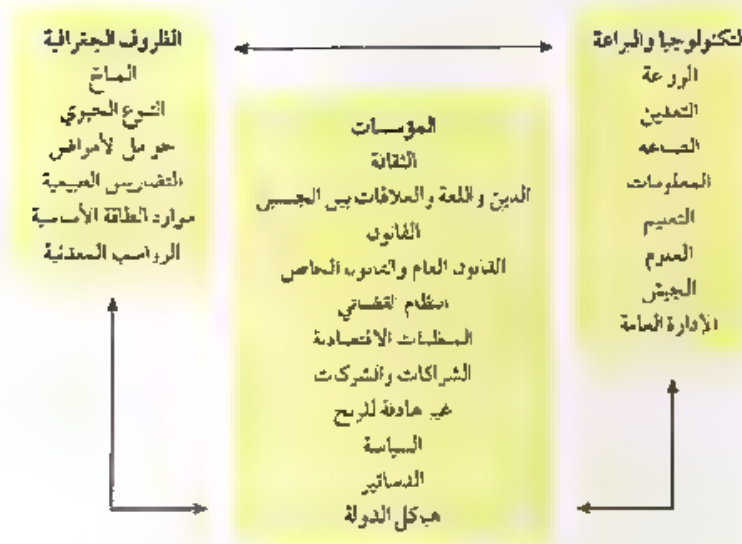 التكنولوجيا والبراعة
الزراعة
التعدين
الصناعة
المعلومات
التعليم
العلوم
الجيش
الإدارة العامة
الظروف الجغرافية
المناخ
التنوع الحيوي
عوامل الأمراض
التضاريس الطبيعية
موارد الطاقة الأساسية
الرواسب المعدنية
المؤسسات
الثقافة
الدين واللغة والعلاقات بين الجنسين
القانون
القانون العام والقانون الخاص
النظام القضائي
المنظمات الاقتصادية
الشراكات والشركات
غير هادفة للربح
السياسة
الدساتير
هياكل الدولة